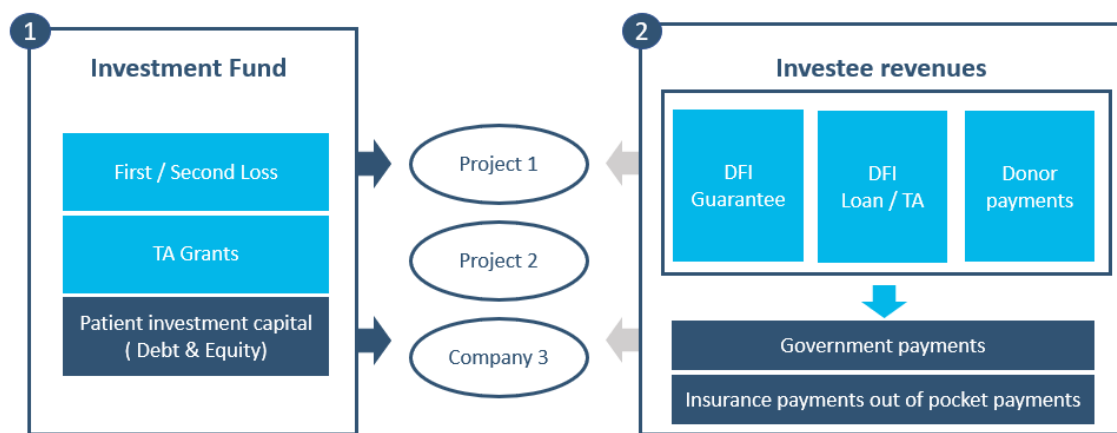 1
Investment Fund
First / Second Loss
TA Grants
Patient investment capital
( Debt & Equity)
Project 1
Project 2
Company 3
2
Investee revenues
DFI
Guarantee
DFI
Loan / TA
Donor
payments
Government payments
Insurance payments out of pocket payments